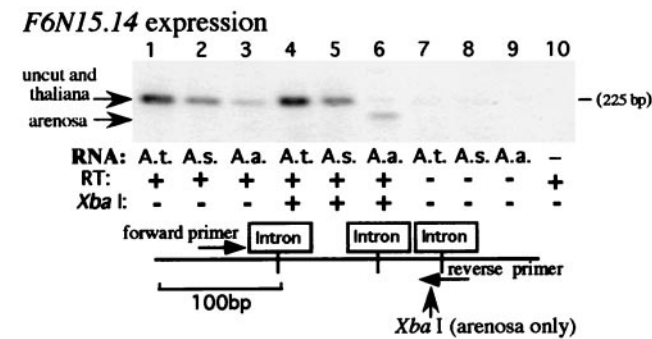 F6N15.14 expression
1 2 3 4 5 6 7 8 9 10
uncut and
thaliana
(225 bp)
arenosa
RNA: A.t. A.s. A.a. A.t. A.s. A.a. A.t. A.s. A.a. –
RT: + + + + + + - - - +
Xba I: - - - + + + - - - -
forward primer Intron Intron Intron
reverse primer
100bp
Xba I (arenosa only)